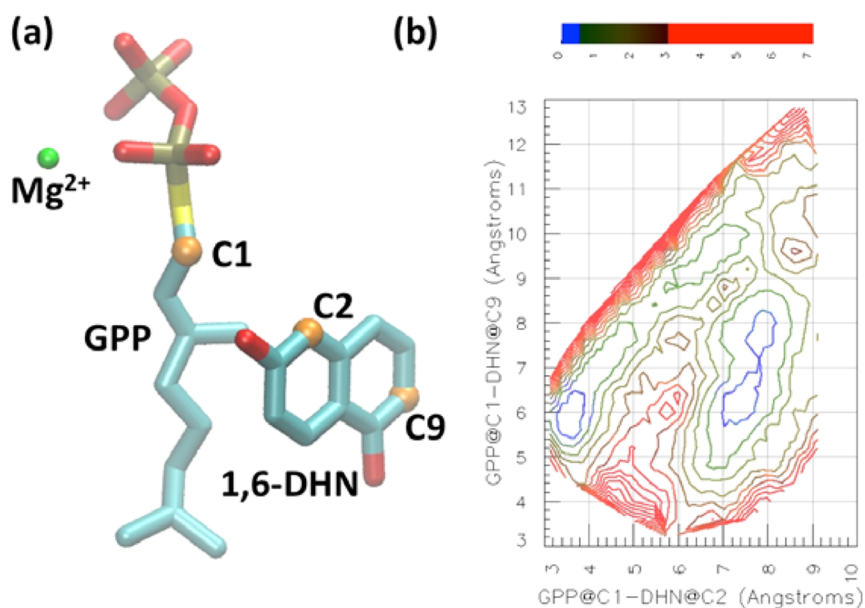 (a)
(b)
Mg2+
C1
C2
GPP
C9
1,6-DHN
0 1 2 3 4 5 6 7
GPP@C1-DHN@C9 (Angstroms)
13
12
11
10
9
8
7
6
5
4
3
3 4 5 6 7 8 9 10
GPP@C1-DHN@C2 (Angstroms)